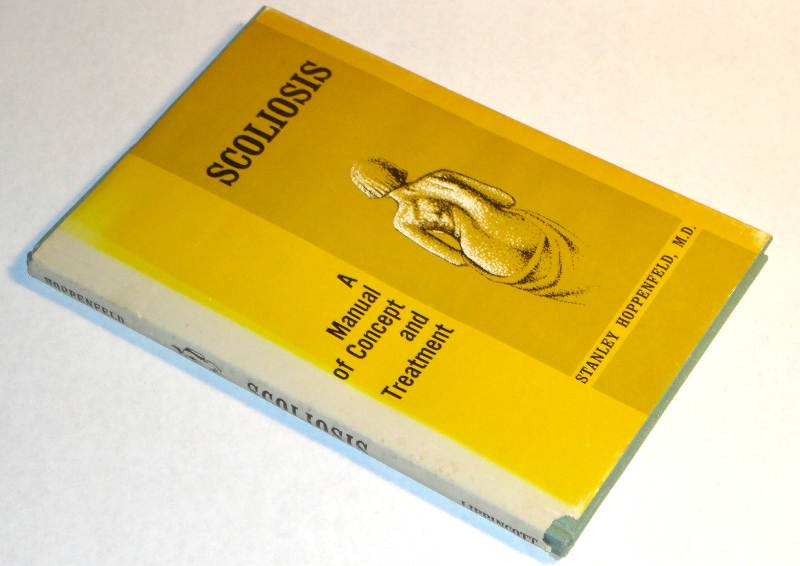 SCOLIOSIS
A
Manual
of Concept
and
Treatment
STANLEY HOPPENFELD, M.D.
HOPPENFELD
SCOLIOSIS
LIPPINCOTT